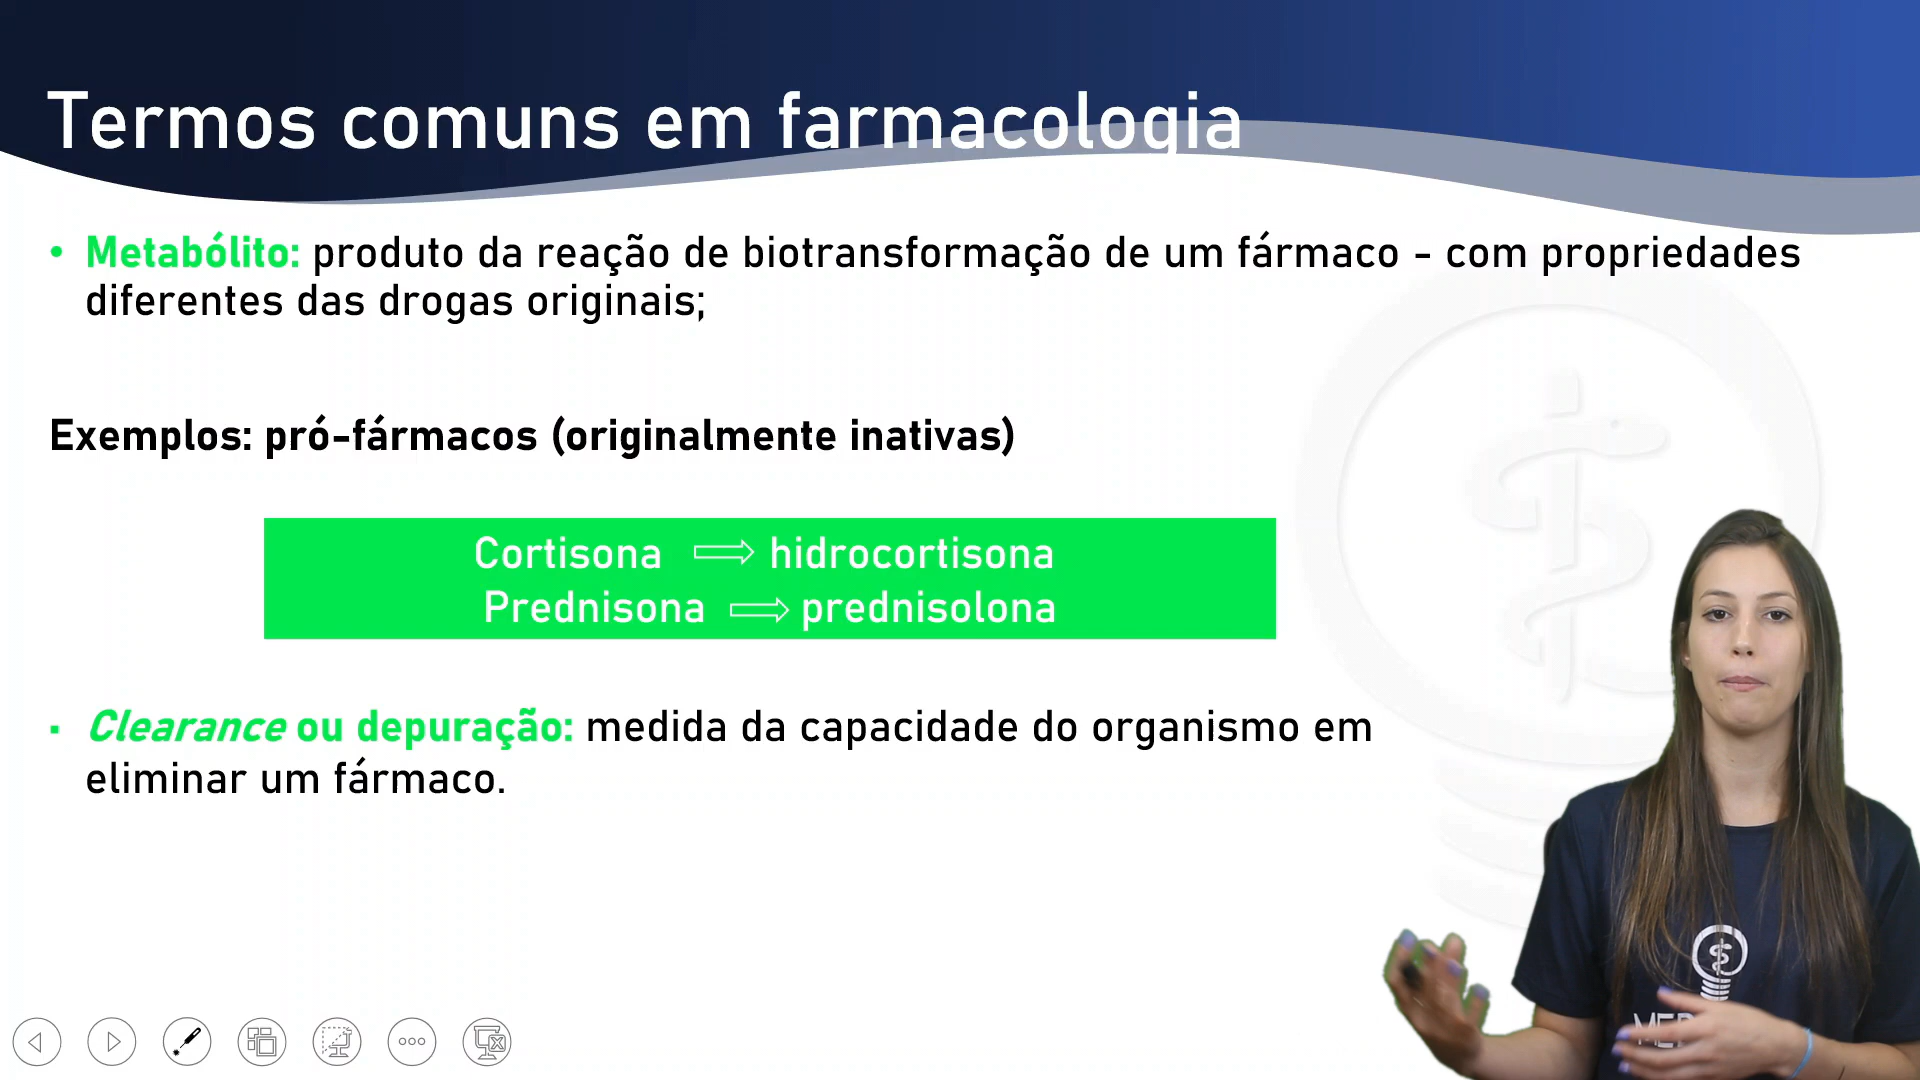 Termos comuns em farmacologia
• Metabólito: produto da reação de biotransformação de um fármaco - com propriedades
diferentes das drogas originais;
Exemplos: pró-fármacos (originalmente inativas)
Cortisona ⇨ hidrocortisona
Prednisona ⇨ prednisolona
▪ Clearance ou depuração: medida da capacidade do organismo em
eliminar um fármaco.